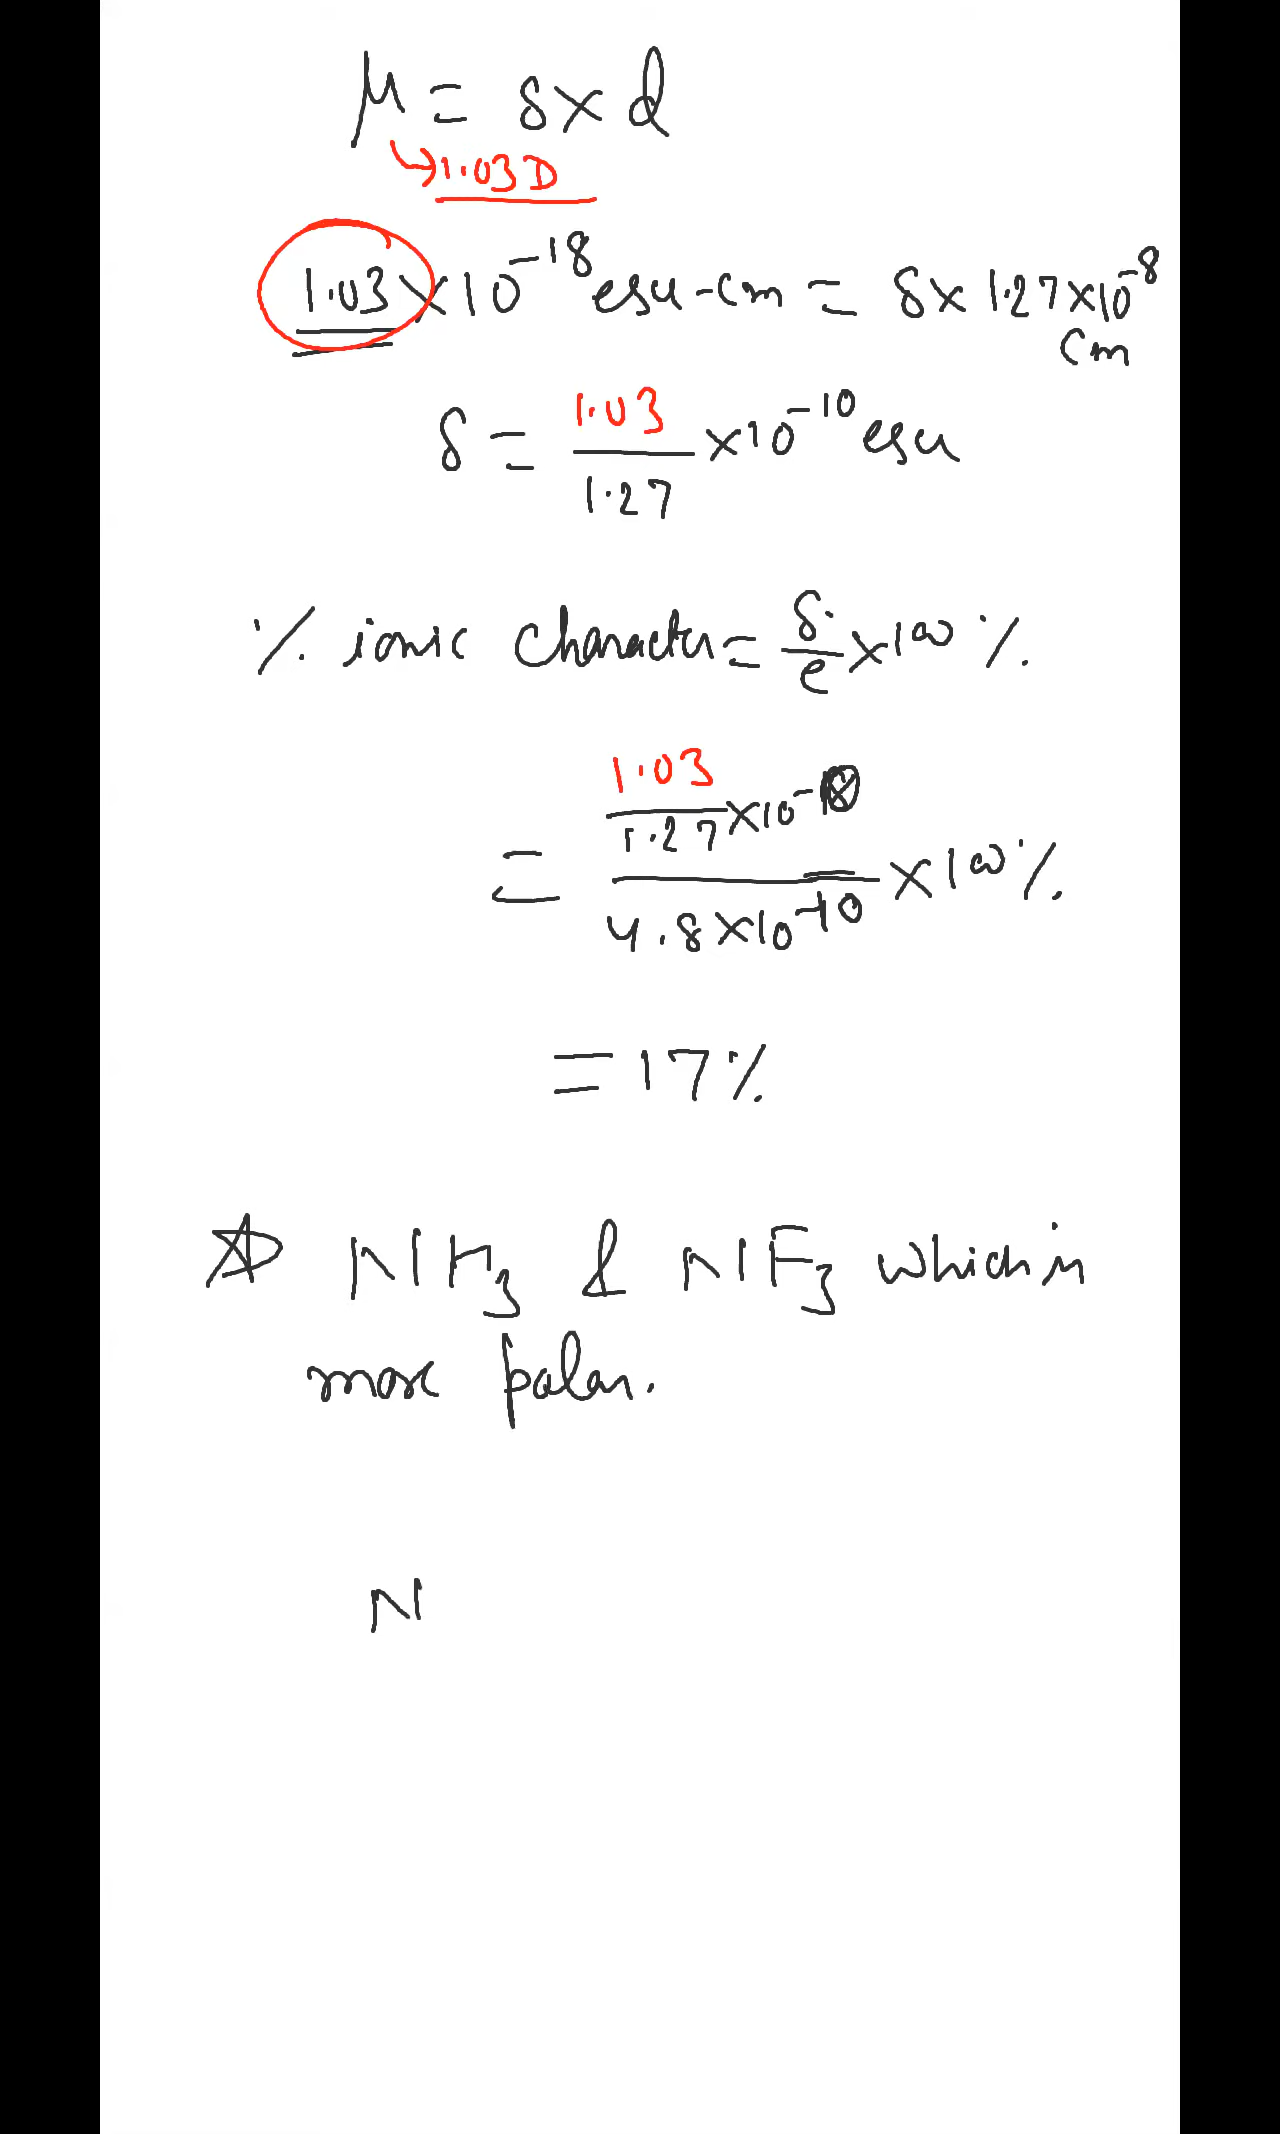 μ = δ × d
→ 1.03 D
1.03 × 10⁻¹⁸ esu-cm = δ × 1.27 × 10⁻⁸
cm
δ = 1.03 / 1.27 × 10⁻¹⁰ esu
% ionic character = δ / e × 100 %.
= (1.03 / 1.27 × 10⁻¹⁰) / (4.8 × 10⁻¹⁰) × 100 %.
= 17 %.
☆ NH₃ & NF₃ which is
more polar.
N